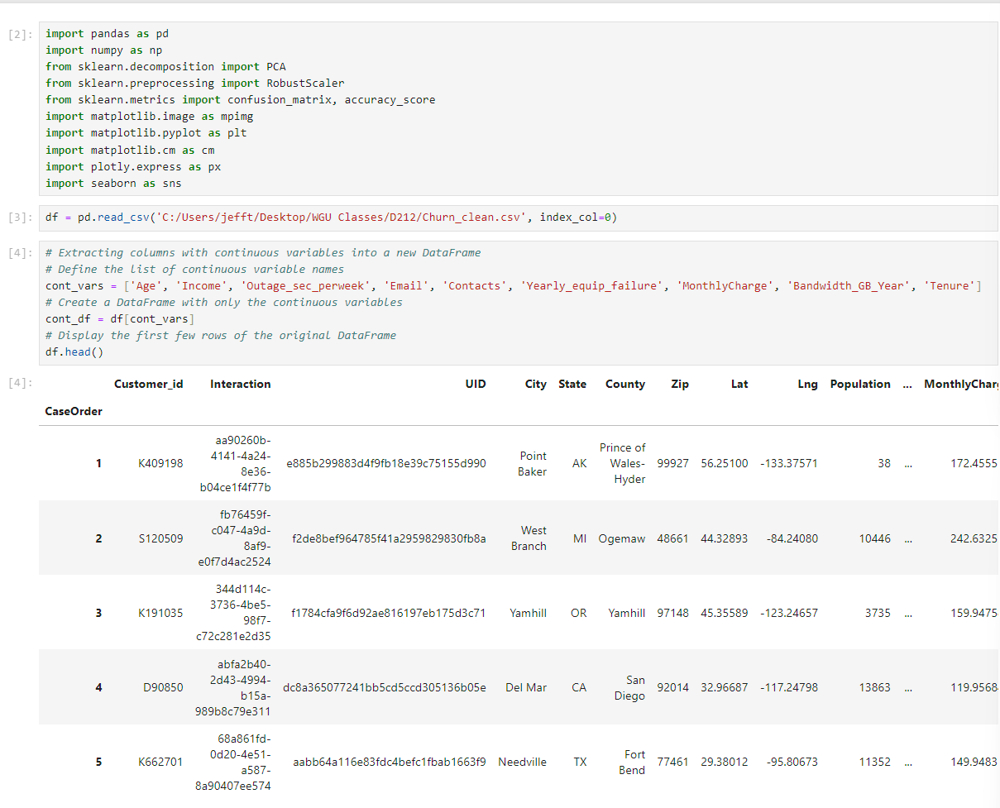 [2]: import pandas as pd
import numpy as np
from sklearn.decomposition import PCA
from sklearn.preprocessing import RobustScaler
from sklearn.metrics import confusion_matrix, accuracy_score
import matplotlib.image as mpimg
import matplotlib.pyplot as plt
import matplotlib.cm as cm
import plotly.express as px
import seaborn as sns
[3]: df = pd.read_csv('C:/Users/jefft/Desktop/WGU Classes/D212/Churn_clean.csv', index_col=0)
[4]: # Extracting columns with continuous variables into a new DataFrame
# Define the list of continuous variable names
cont_vars = ['Age', 'Income', 'Outage_sec_perweek', 'Email', 'Contacts', 'Yearly_equip_failure', 'MonthlyCharge', 'Bandwidth_GB_Year', 'Tenure']
# Create a DataFrame with only the continuous variables
cont_df = df[cont_vars]
# Display the first few rows of the original DataFrame
df.head()
[4]: Customer_id Interaction UID City State County Zip Lat Lng Population ... MonthlyCharg
CaseOrder
1 K409198 aa90260b-4141-4a24-8e36-b04ce1f4f77b e885b299883d4f9fb18e39c75155d990 Point Baker AK Prince of Wales-Hyder 99927 56.25100 -133.37571 38 ... 172.4555
2 S120509 fb76459f-c047-4a9d-8af9-e0f7d4ac2524 f2de8bef964785f41a2959829830fb8a West Branch MI Ogemaw 48661 44.32893 -84.24080 10446 ... 242.6325
3 K191035 344d114c-3736-4be5-98f7-c72c281e2d35 f1784cfa9f6d92ae816197eb175d3c71 Yamhill OR Yamhill 97148 45.35589 -123.24657 3735 ... 159.9475
4 D90850 abfa2b40-2d43-4994-b15a-989b8c79e311 dc8a365077241bb5cd5ccd305136b05e Del Mar CA San Diego 92014 32.96687 -117.24798 13863 ... 119.9568
5 K662701 68a861fd-0d20-4e51-a587-8a90407ee574 aabb64a116e83fdc4befc1fbab1663f9 Needville TX Fort Bend 77461 29.38012 -95.80673 11352 ... 149.9483